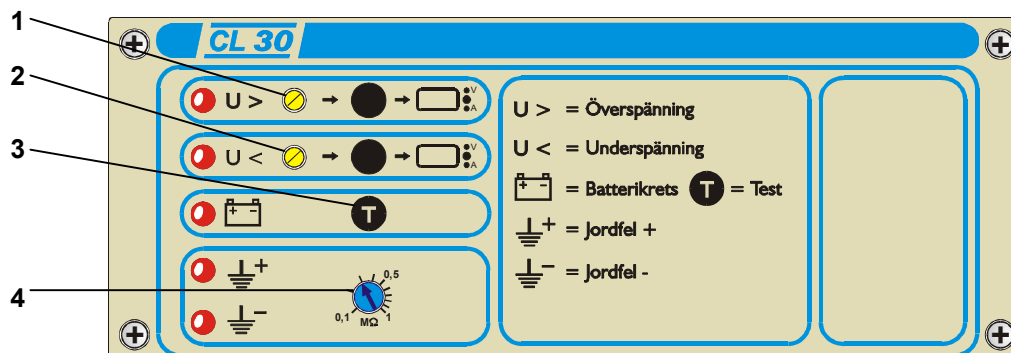 1
2
3
4
CL 30
U >
V
A
U <
V
A
T
0,5
0,1
MΩ
1
U > = Överspänning
U < = Underspänning
= Batterikrets T = Test
= Jordfel +
= Jordfel -